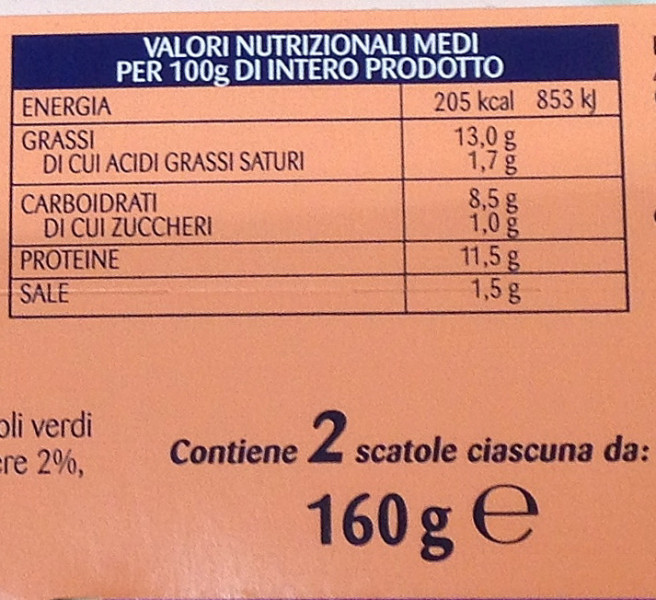 VALORI NUTRIZIONALI MEDI
PER 100g DI INTERO PRODOTTO
ENERGIA 205 kcal 853 kJ
GRASSI 13,0 g
DI CUI ACIDI GRASSI SATURI 1,7 g
CARBOIDRATI 8,5 g
DI CUI ZUCCHERI 1,0 g
PROTEINE 11,5 g
SALE 1,5 g
verdi
2%,
Contiene 2 scatole ciascuna da:
160 g ℮